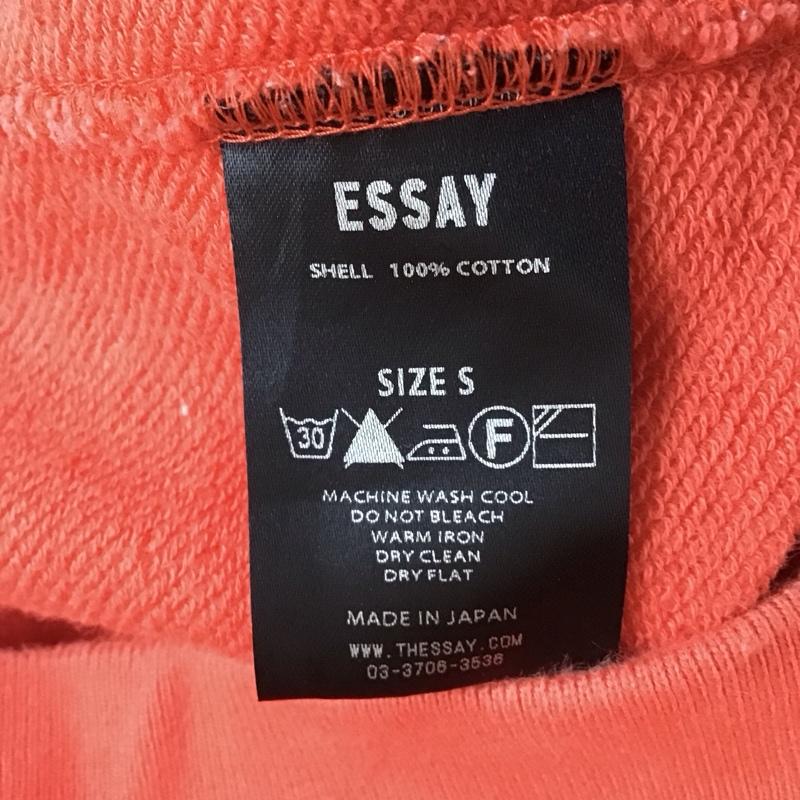 ESSAY
SHELL 100% COTTON
SIZE S
30 F
MACHINE WASH COOL
DO NOT BLEACH
WARM IRON
DRY CLEAN
DRY FLAT
MADE IN JAPAN
WWW.THESSAY.COM
03-3706-3536